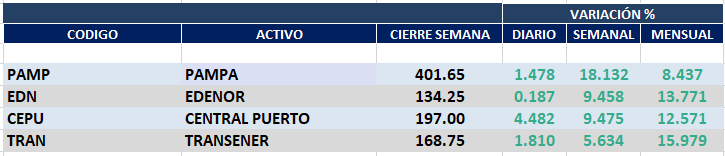 VARIACIÓN %
CODIGO ACTIVO CIERRE SEMANA DIARIO SEMANAL MENSUAL
PAMP PAMPA 401.65 1.478 18.132 8.437
EDN EDENOR 134.25 0.187 9.458 13.771
CEPU CENTRAL PUERTO 197.00 4.482 9.475 12.571
TRAN TRANSENER 168.75 1.810 5.634 15.979